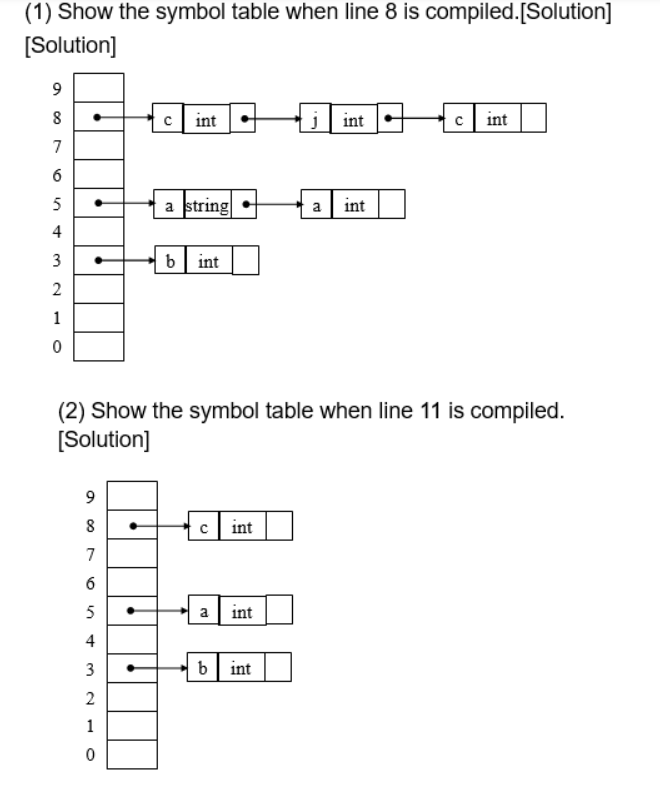 (1) Show the symbol table when line 8 is compiled.[Solution]
[Solution]
9
8 c int j int c int
7
6
5 a string a int
4
3 b int
2
1
0
(2) Show the symbol table when line 11 is compiled.
[Solution]
9
8 c int
7
6
5 a int
4
3 b int
2
1
0